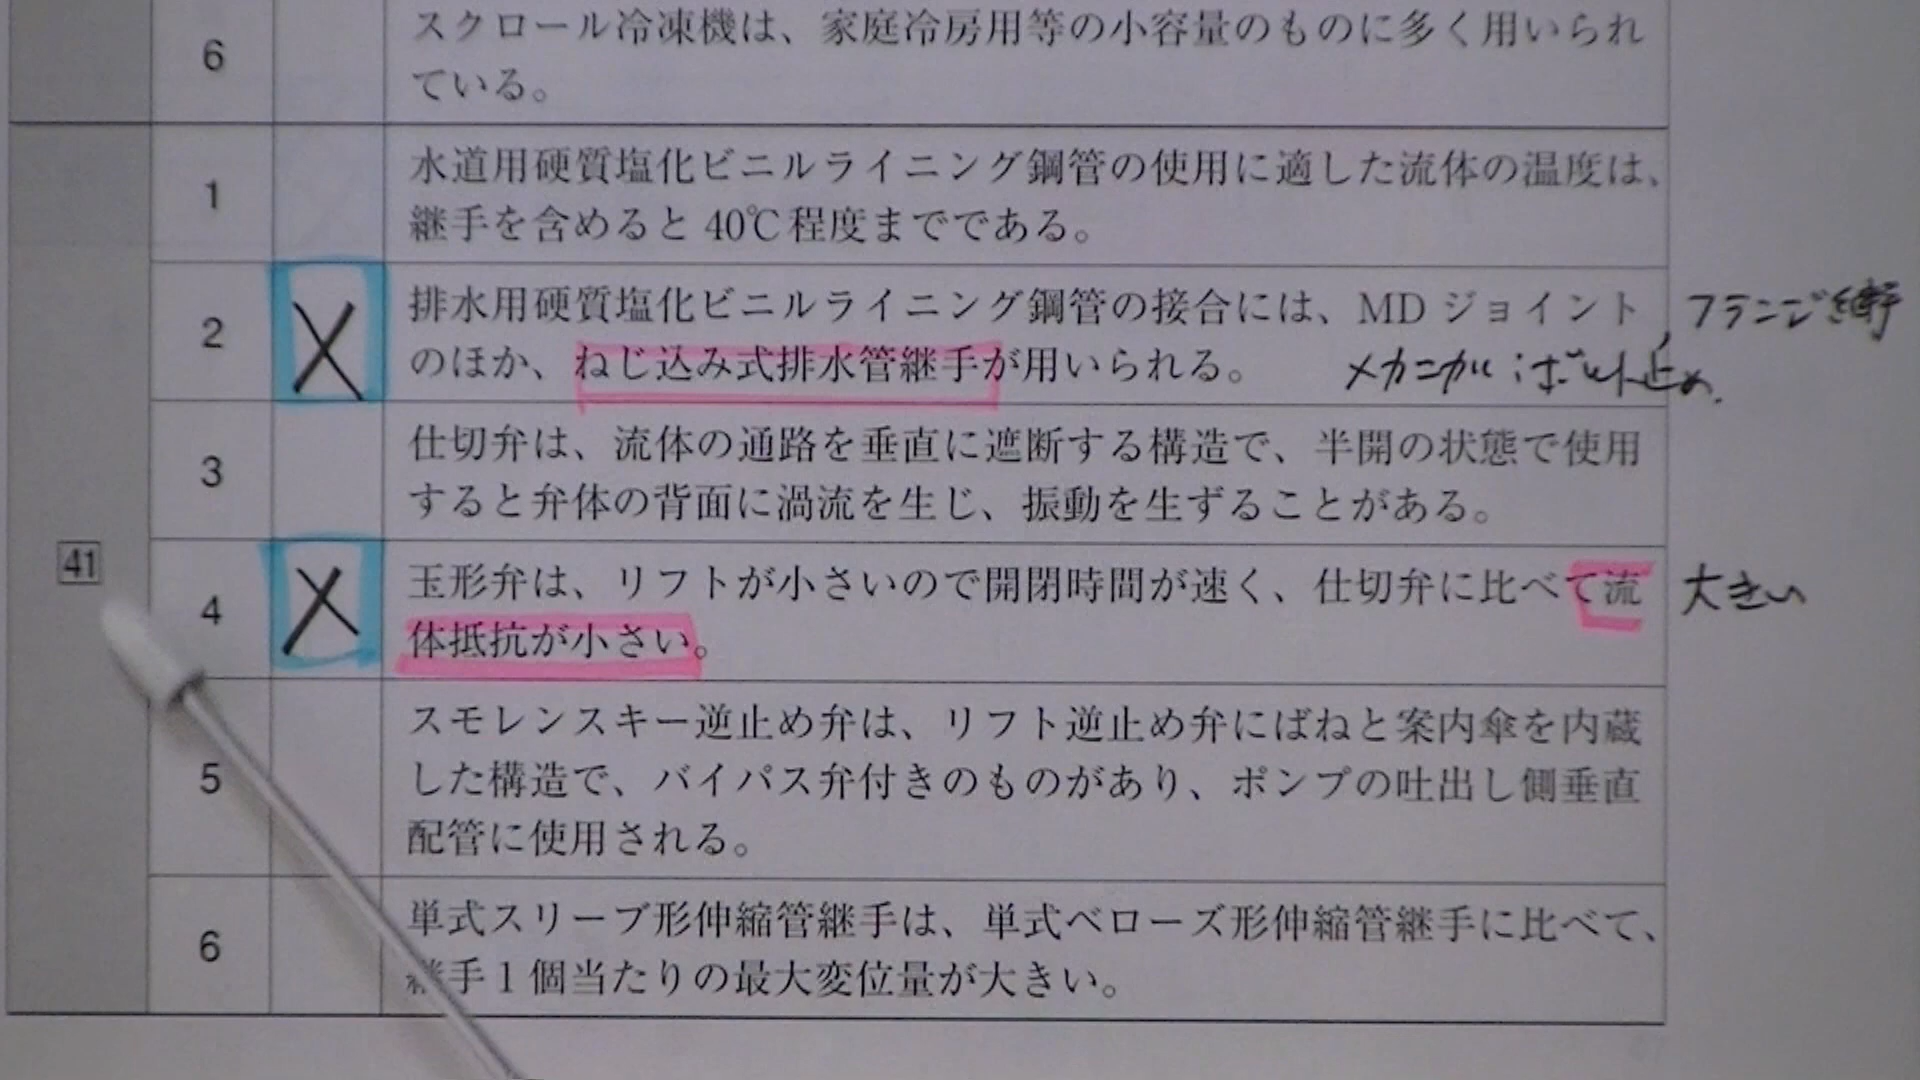 6
スクロール冷凍機は、家庭冷房用等の小容量のものに多く用いられ
ている。
1
水道用硬質塩化ビニルライニング鋼管の使用に適した流体の温度は、
継手を含めると40℃程度までである。
2
排水用硬質塩化ビニルライニング鋼管の接合には、MDジョイント
、フランジ継手
のほか、ねじ込み式排水管継手が用いられる。
メカニカル:ボルト止め.
3
仕切弁は、流体の通路を垂直に遮断する構造で、半開の状態で使用
すると弁体の背面に渦流を生じ、振動を生ずることがある。
41
4
玉形弁は、リフトが小さいので開閉時間が速く、仕切弁に比べて流
大きい
体抵抗が小さい。
5
スモレンスキー逆止め弁は、リフト逆止め弁にばねと案内傘を内蔵
した構造で、バイパス弁付きのものがあり、ポンプの吐出し側垂直
配管に使用される。
6
単式スリーブ形伸縮管継手は、単式ベローズ形伸縮管継手に比べて、
継手1個当たりの最大変位量が大きい。